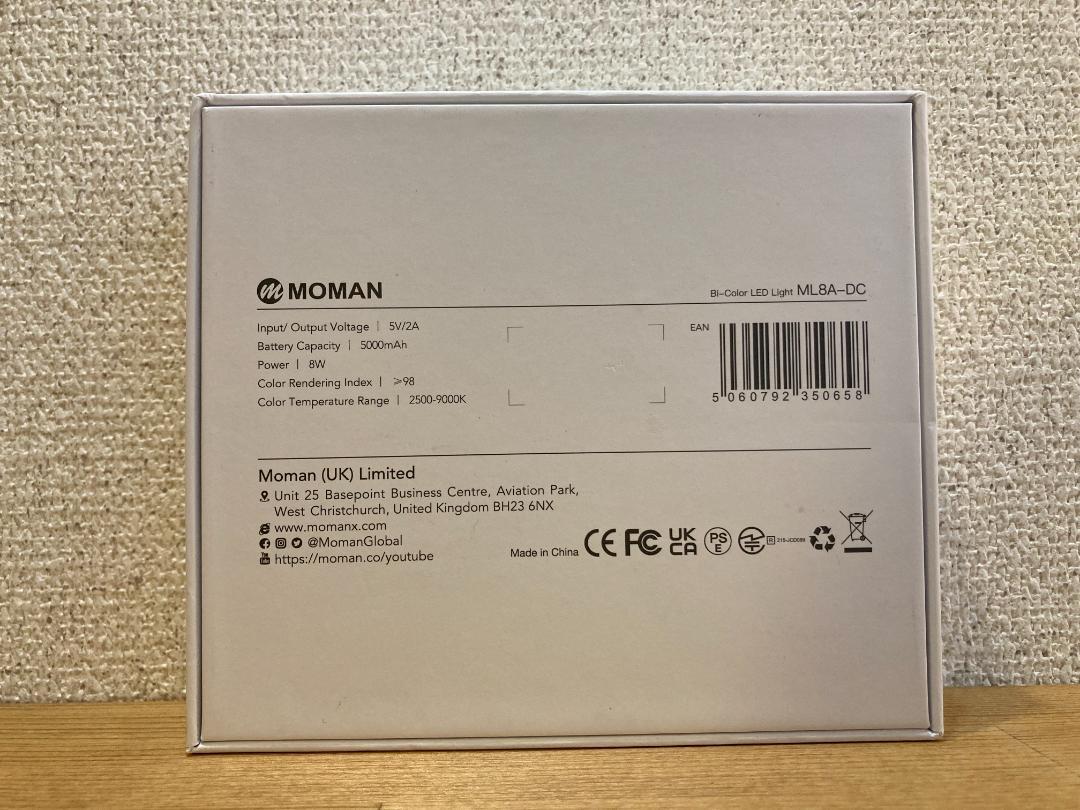 MOMAN
Bi-Color LED Light ML8A-DC
Input/ Output Voltage | 5V/2A
Battery Capacity | 5000mAh
Power | 8W
Color Rendering Index | ≥98
Color Temperature Range | 2500-9000K
EAN
5 060792 350658
Moman (UK) Limited
Unit 25 Basepoint Business Centre, Aviation Park,
West Christchurch, United Kingdom BH23 6NX
www.momanx.com
@MomanGlobal
https://moman.co/youtube
Made in China CE FC UK CA PS E R